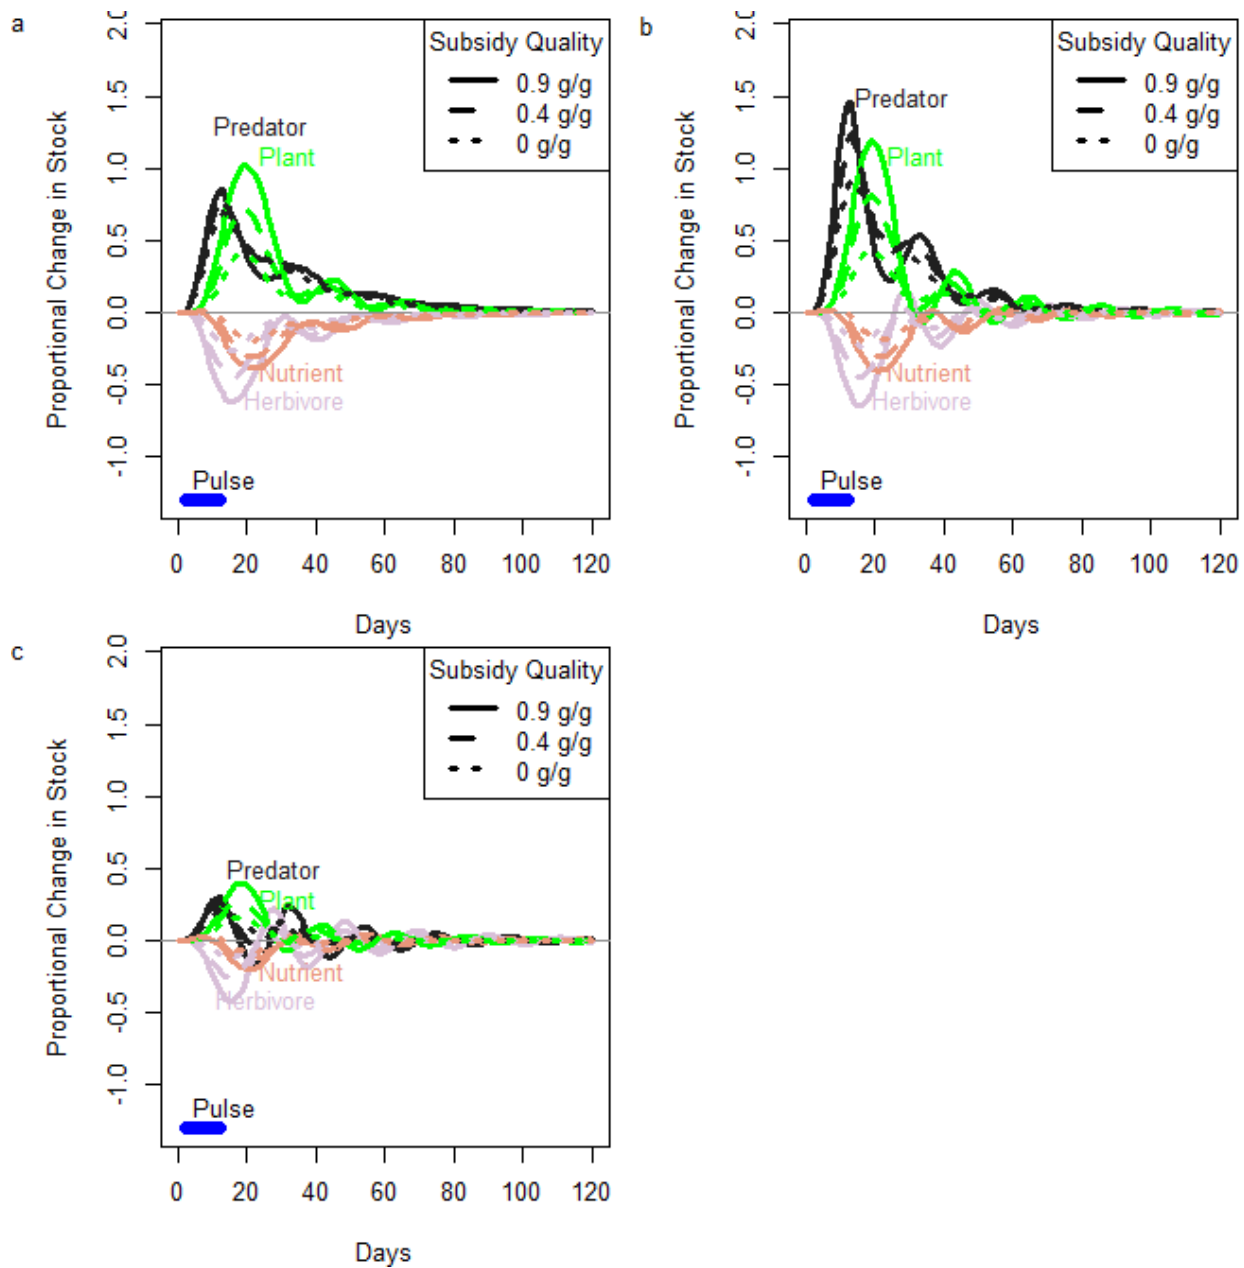 a
Proportional Change in Stock
2.0
1.5
1.0
0.5
0.0
-0.5
-1.0
Subsidy Quality
0.9 g/g
0.4 g/g
0 g/g
Predator
Plant
Nutrient
Herbivore
Pulse
0 20 40 60 80 100 120
Days
b
Proportional Change in Stock
2.0
1.5
1.0
0.5
0.0
-0.5
-1.0
Subsidy Quality
0.9 g/g
0.4 g/g
0 g/g
Predator
Plant
Nutrient
Herbivore
Pulse
0 20 40 60 80 100 120
Days
c
Proportional Change in Stock
2.0
1.5
1.0
0.5
0.0
-0.5
-1.0
Subsidy Quality
0.9 g/g
0.4 g/g
0 g/g
Predator
Plant
Nutrient
Herbivore
Pulse
0 20 40 60 80 100 120
Days